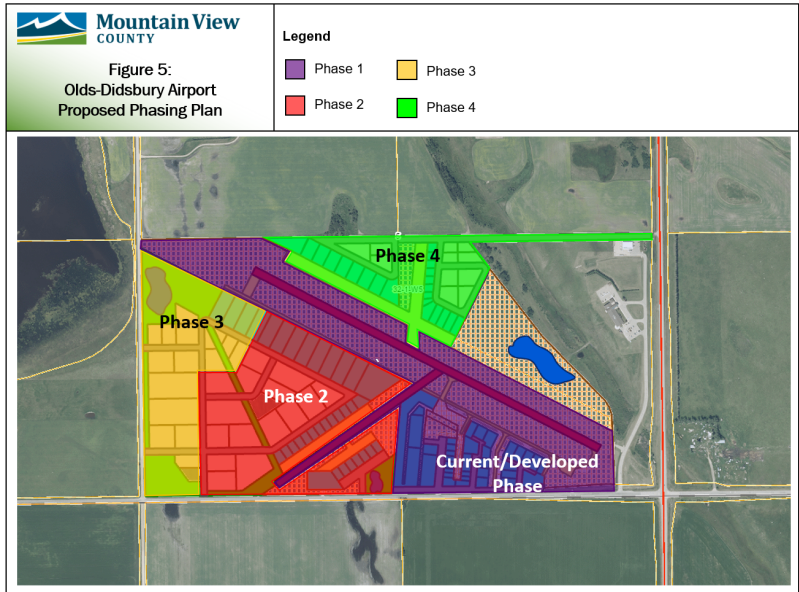 Mountain View
COUNTY
Figure 5:
Olds-Didsbury Airport
Proposed Phasing Plan
Legend
Phase 1
Phase 3
Phase 2
Phase 4
Phase 4
Phase 3
Phase 2
Current/Developed
Phase